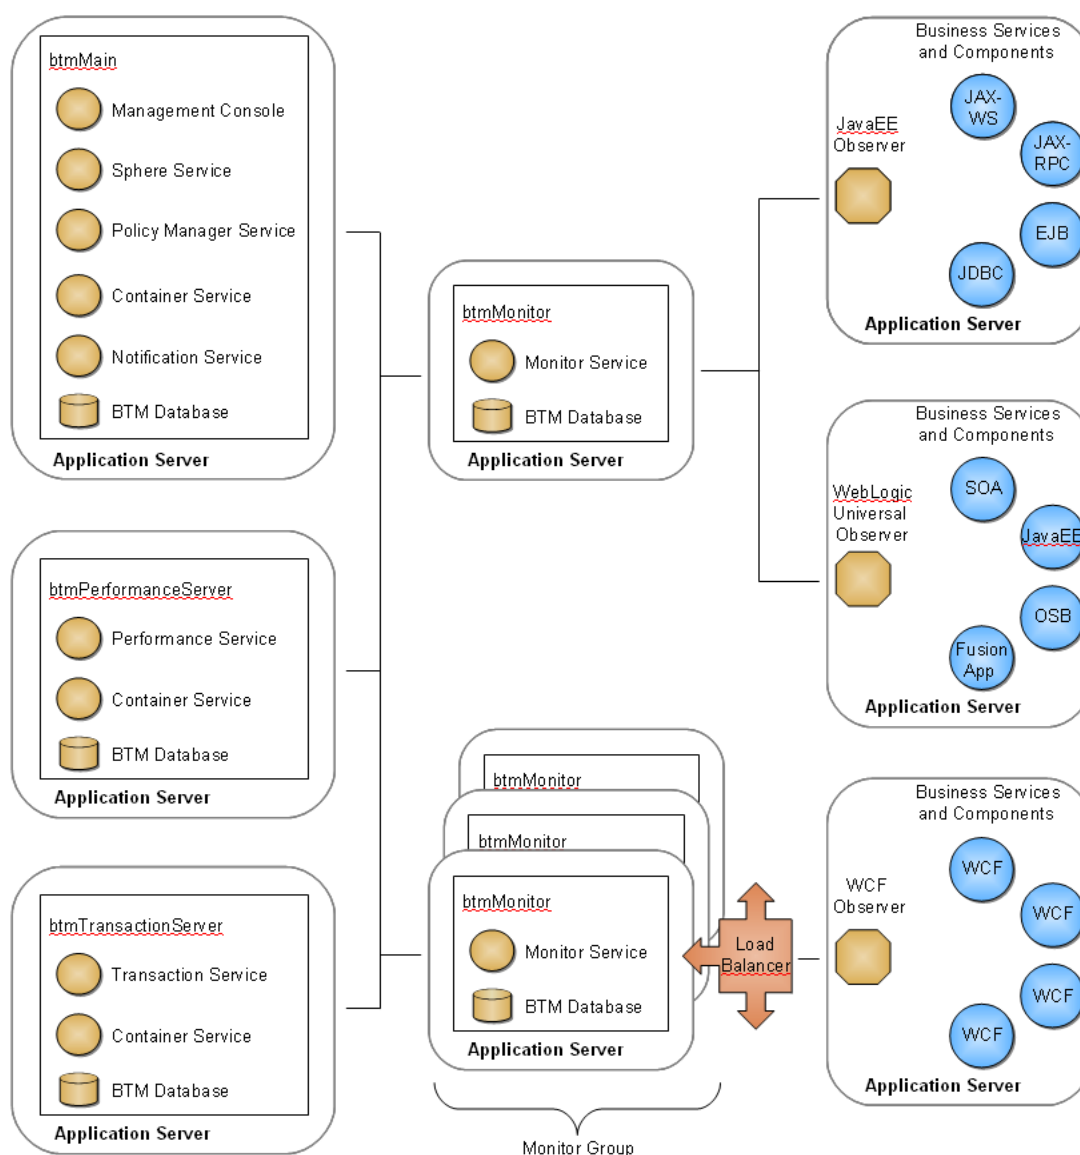 btmMain
Management Console
Sphere Service
Policy Manager Service
Container Service
Notification Service
BTM Database
Application Server
btmPerformanceServer
Performance Service
Container Service
BTM Database
Application Server
btmTransactionServer
Transaction Service
Container Service
BTM Database
Application Server
btmMonitor
Monitor Service
BTM Database
Application Server
btmMonitor
btmMonitor
btmMonitor
Monitor Service
BTM Database
Application Server
Monitor Group
Load
Balancer
Business Services
and Components
JavaEE
Observer
JAX-
WS
JAX-
RPC
EJB
JDBC
Application Server
Business Services
and Components
WebLogic
Universal
Observer
SOA
JavaEE
OSB
Fusion
App
Application Server
Business Services
and Components
WCF
Observer
WCF
WCF
WCF
WCF
Application Server